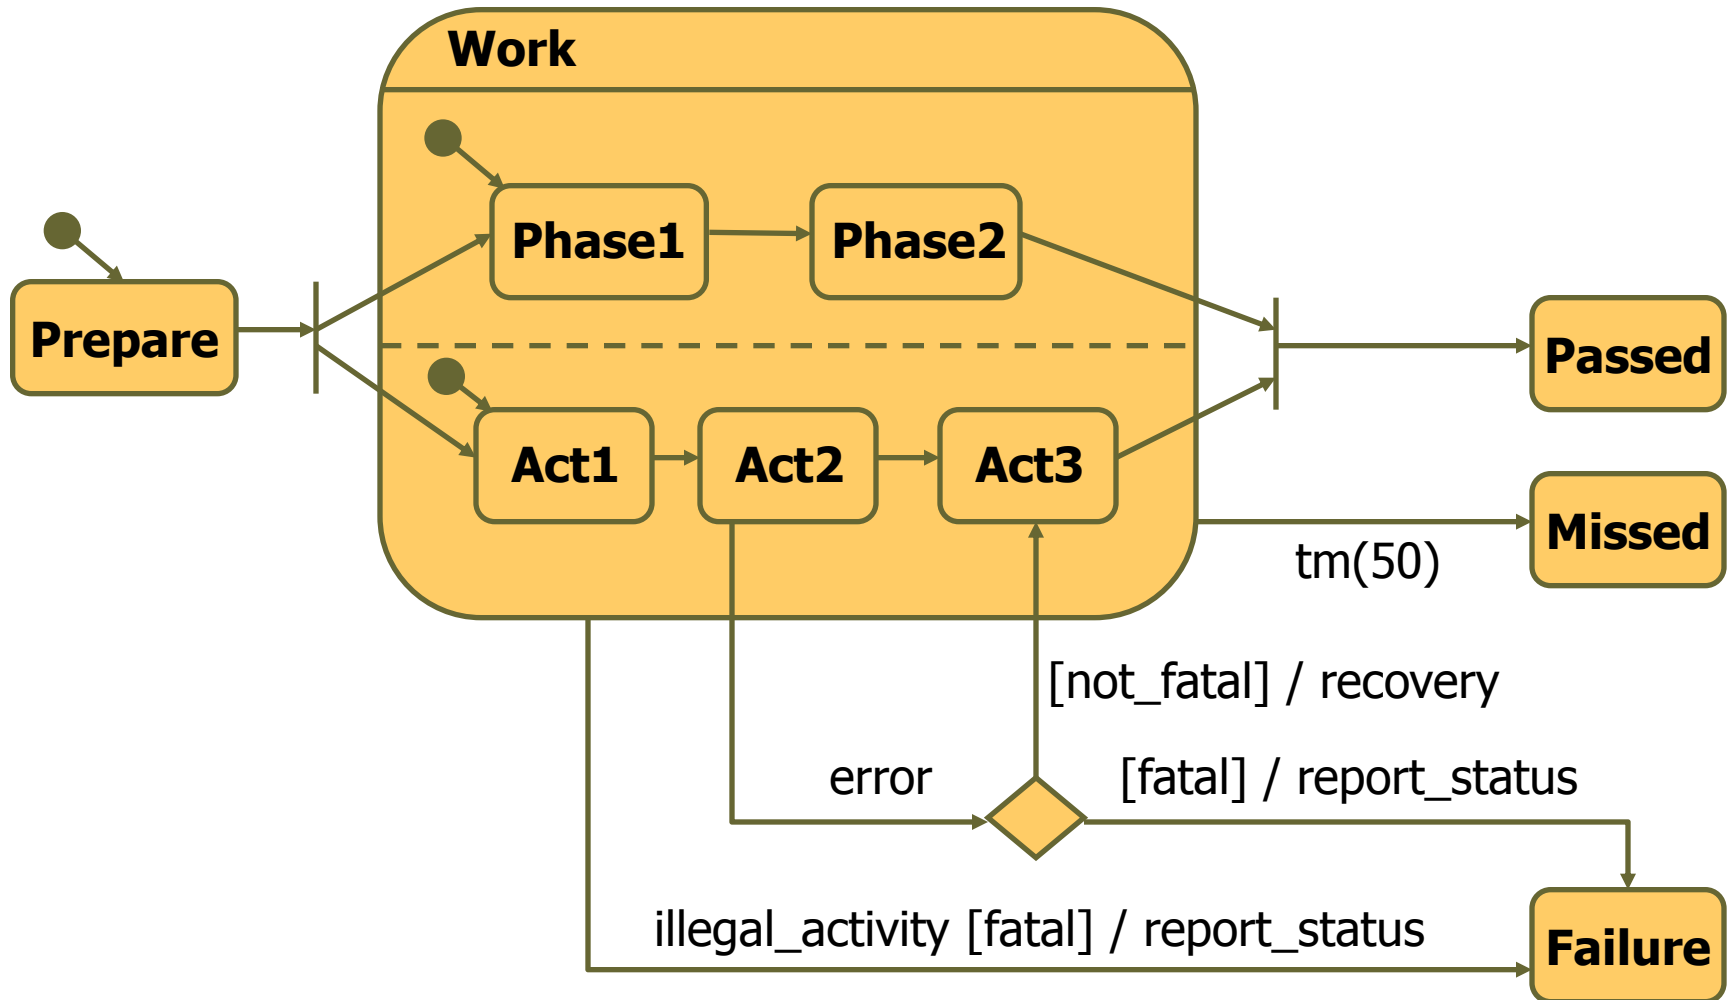 Work
Phase1
Phase2
Prepare
Passed
Act1
Act2
Act3
Missed
tm(50)
[not_fatal] / recovery
error
[fatal] / report_status
illegal_activity [fatal] / report_status
Failure